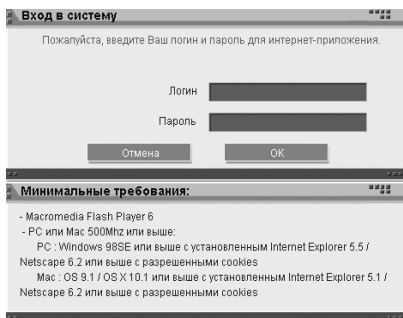 Вход в систему
Пожалуйста, введите Ваш логин и пароль для интернет-приложения.
Логин
Пароль
Отмена OK
Минимальные требования:
- Macromedia Flash Player 6
- PC или Mac 500Mhz или выше:
PC : Windows 98SE или выше с установленным Internet Explorer 5.5 /
Netscape 6.2 или выше с разрешенными cookies
Mac : OS 9.1 / OS X 10.1 или выше с установленным Internet Explorer 5.1 /
Netscape 6.2 или выше с разрешенными cookies